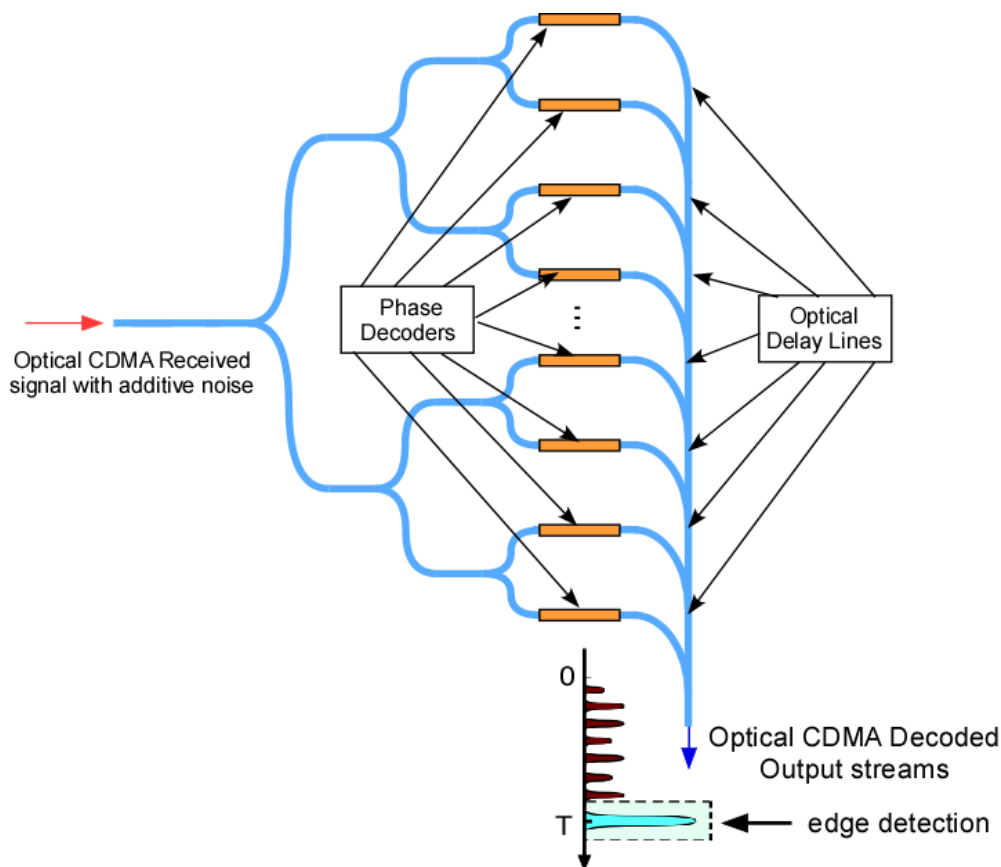 Phase
Decoders
Optical
Delay Lines
Optical CDMA Received
signal with additive noise
...
0
Optical CDMA Decoded
Output streams
T
edge detection